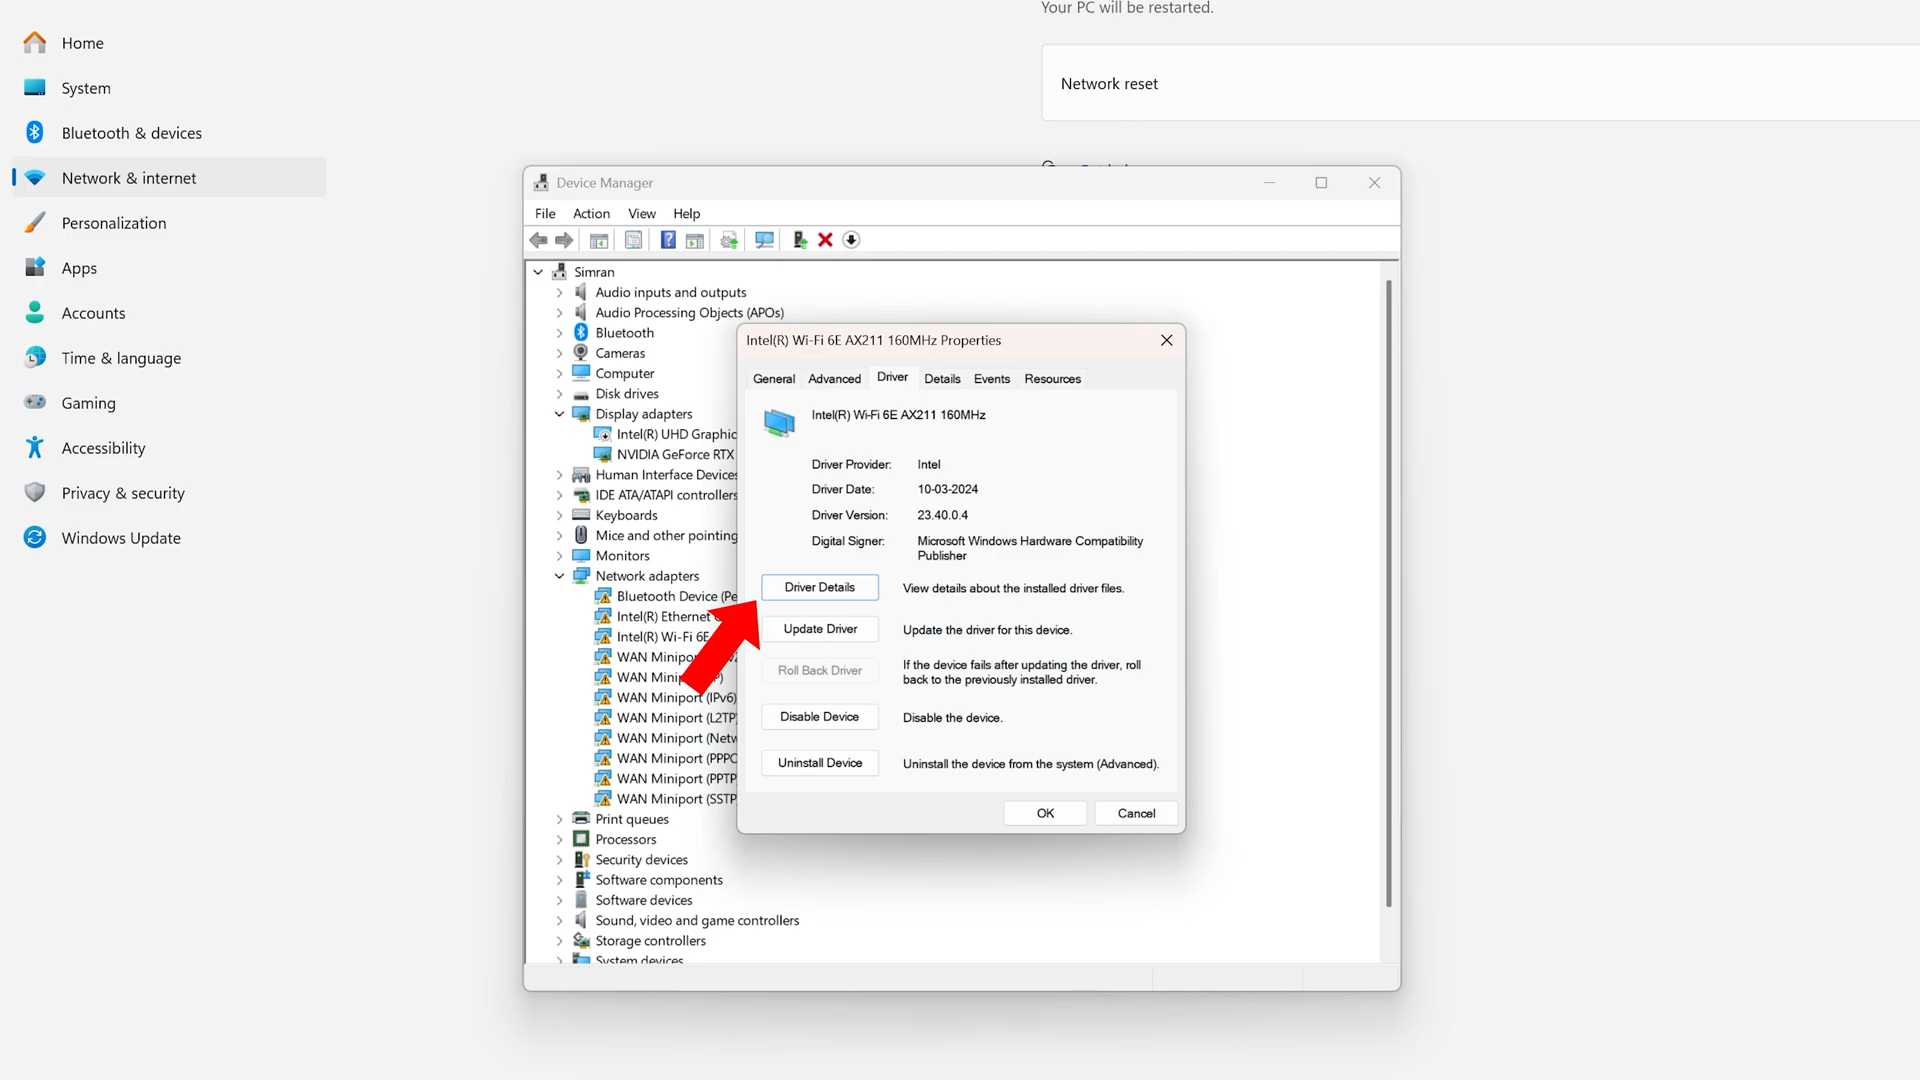 Your PC will be restarted.
Home
System
Bluetooth & devices
Network & internet
Personalization
Apps
Accounts
Time & language
Gaming
Accessibility
Privacy & security
Windows Update
Network reset
Device Manager
File Action View Help
Simran
Audio inputs and outputs
Audio Processing Objects (APOs)
Bluetooth
Cameras
Computer
Disk drives
Display adapters
Intel(R) UHD Graphic
NVIDIA GeForce RTX
Human Interface Devices
IDE ATA/ATAPI controllers
Keyboards
Mice and other pointing
Monitors
Network adapters
Bluetooth Device (Pe
Intel(R) Ethernet
Intel(R) Wi-Fi 6E
WAN Minipor
WAN Minip
WAN Miniport (IPv6)
WAN Miniport (L2TP
WAN Miniport (Netw
WAN Miniport (PPPO
WAN Miniport (PPTP
WAN Miniport (SSTP
Print queues
Processors
Security devices
Software components
Software devices
Sound, video and game controllers
Storage controllers
System devices
Intel(R) Wi-Fi 6E AX211 160MHz Properties
General Advanced Driver Details Events Resources
Intel(R) Wi-Fi 6E AX211 160MHz
Driver Provider: Intel
Driver Date: 10-03-2024
Driver Version: 23.40.0.4
Digital Signer: Microsoft Windows Hardware Compatibility
Publisher
Driver Details View details about the installed driver files.
Update Driver Update the driver for this device.
Roll Back Driver If the device fails after updating the driver, roll
back to the previously installed driver.
Disable Device Disable the device.
Uninstall Device Uninstall the device from the system (Advanced).
OK Cancel